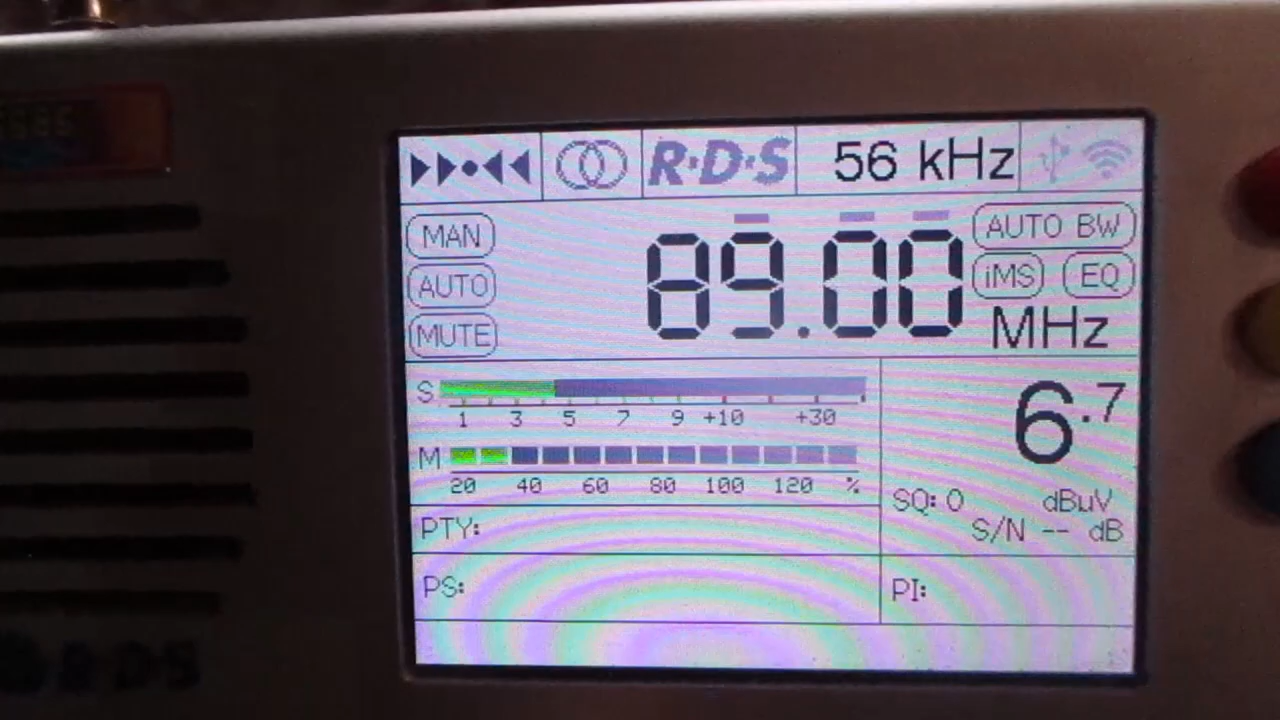 R·D·S 56 kHz
MAN
AUTO
MUTE
89.00
AUTO BW
iMS EQ
MHz
S
1 3 5 7 9 +10 +30
M
20 40 60 80 100 120 %
6.7
SQ: 0 dBuV
S/N -- dB
PTY:
PS:
PI:
R·D·S